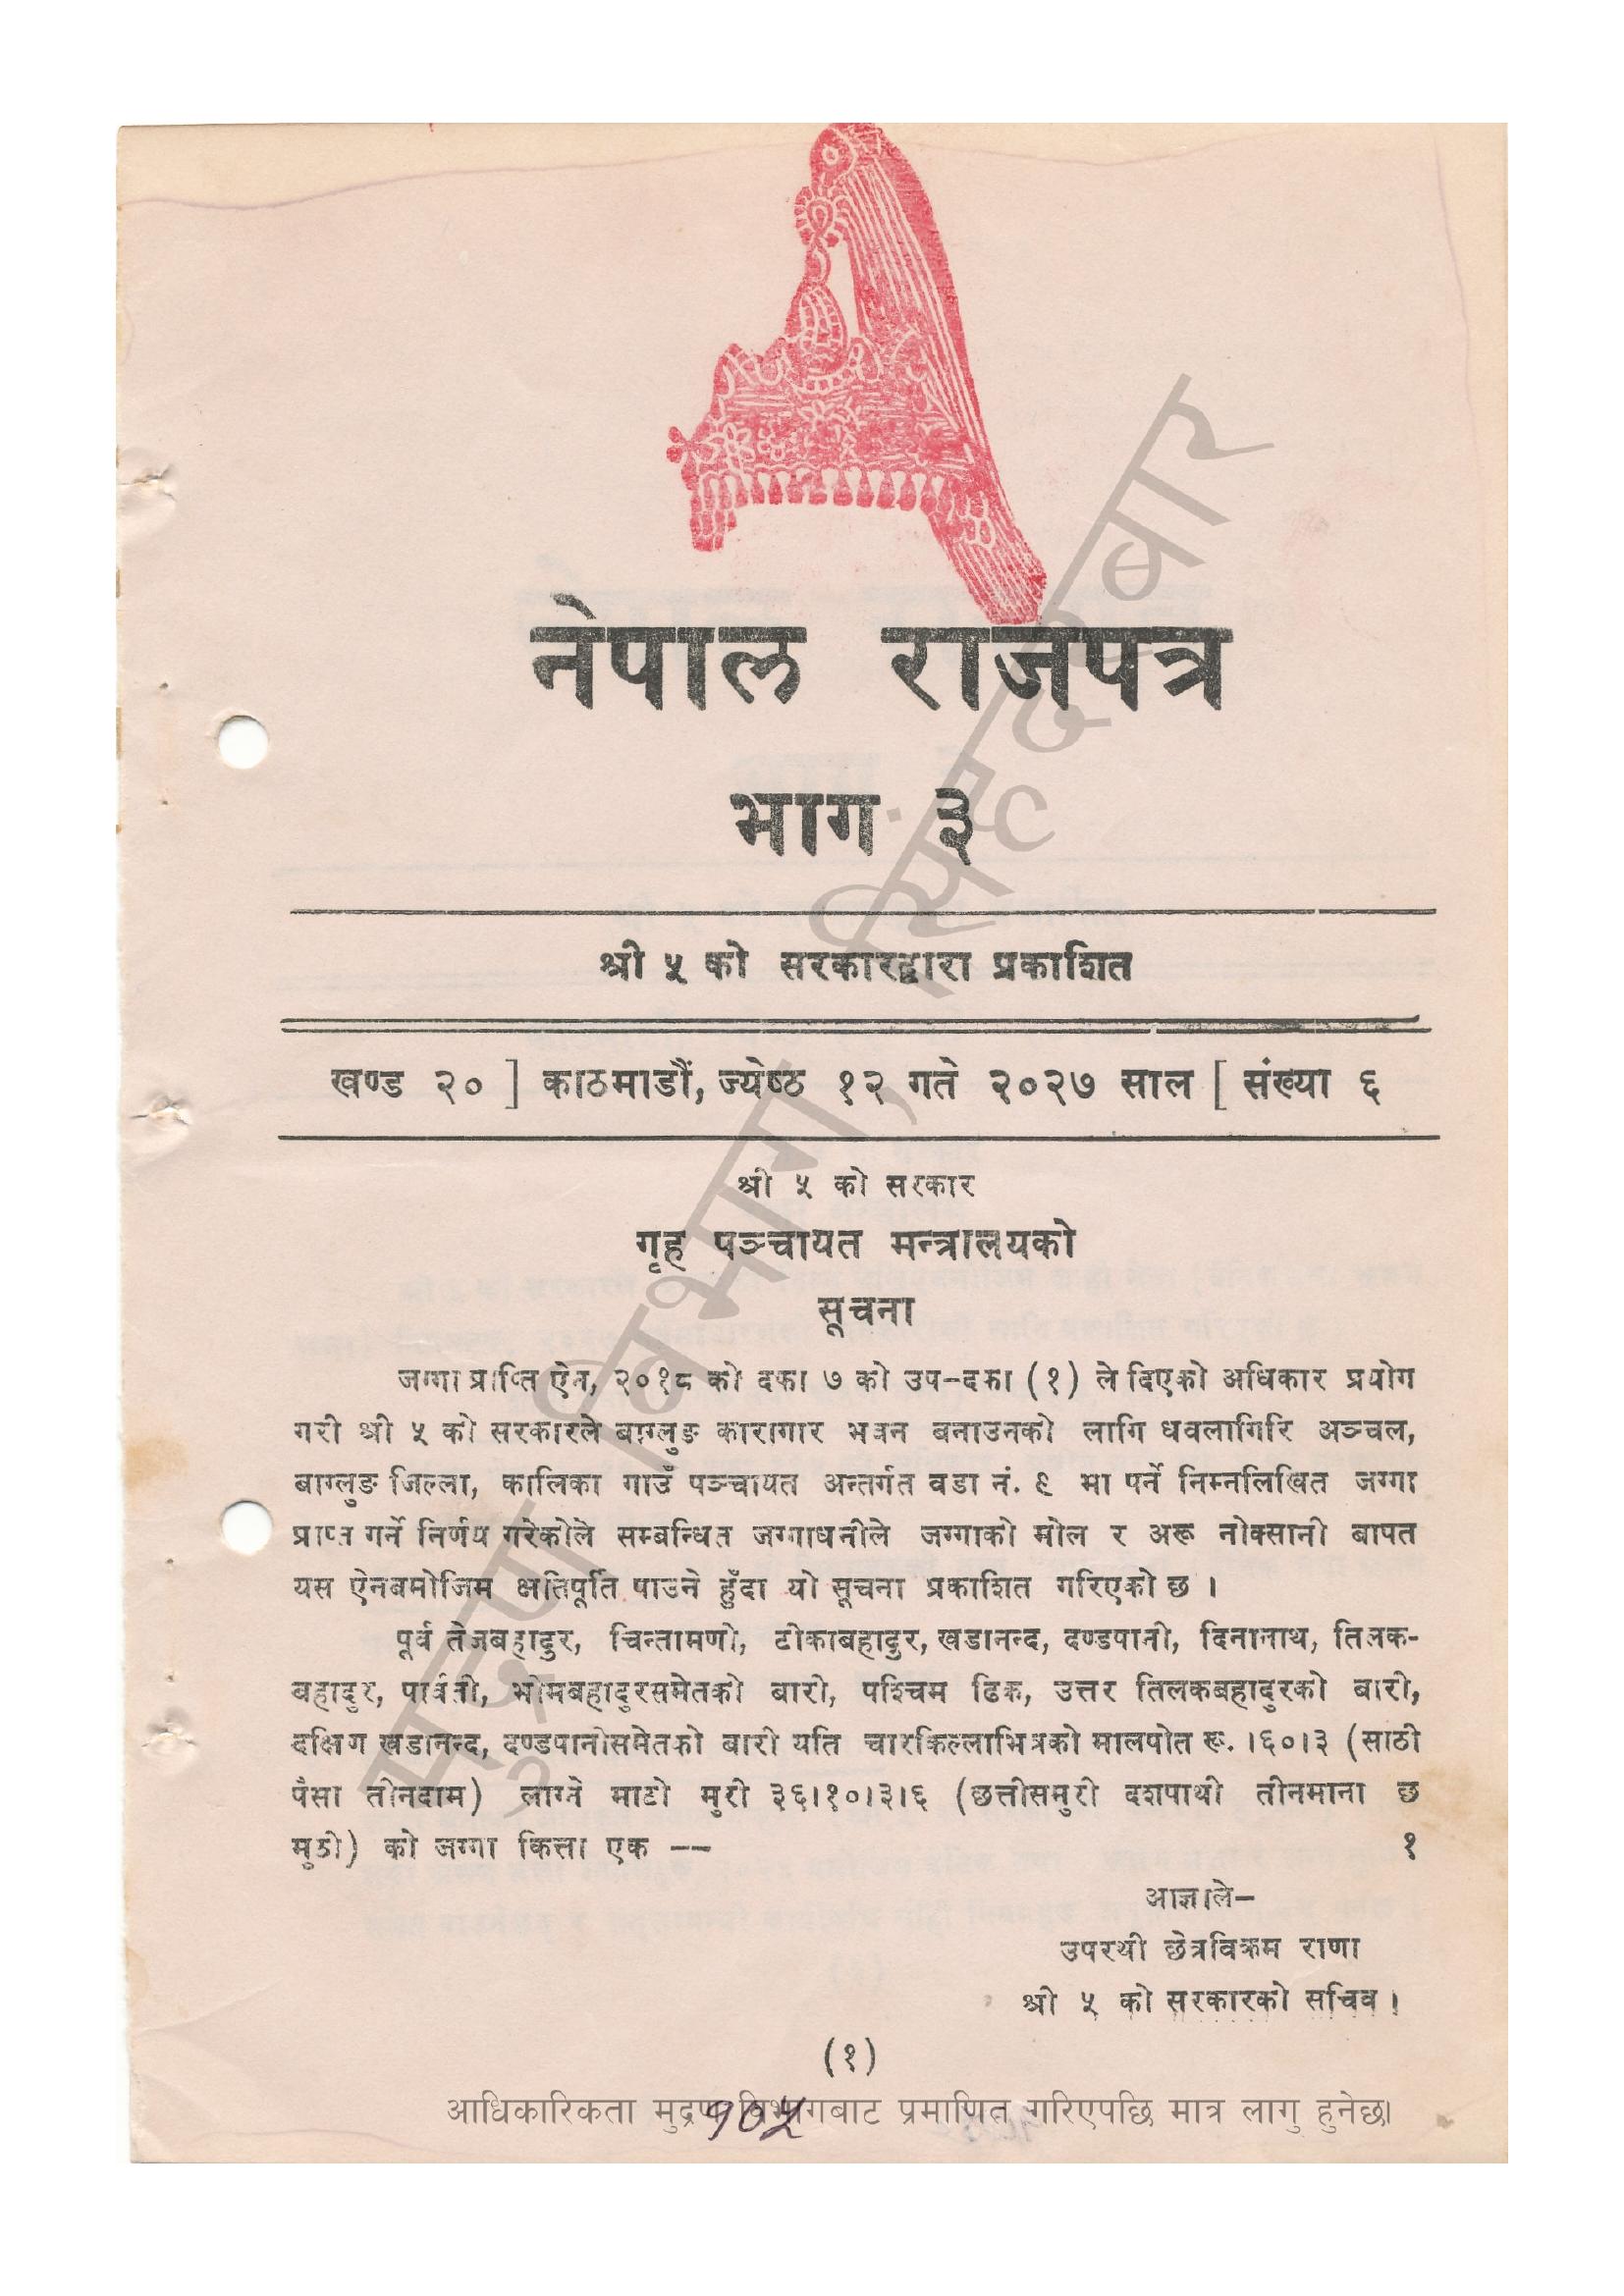 नेपाल राजपत्र
भाग ३
श्री ५ को सरकारद्वारा प्रकाशित
खण्ड २० ] काठमाडौं, ज्येष्ठ १२ गते २०२७ साल [ संख्या ६
श्री ५ को सरकार
गृह पञ्चायत मन्त्रालयको
सूचना
जग्गा प्राप्ति ऐन, २०१८ को दफा ७ को उप-दफा (१) ले दिएको अधिकार प्रयोग
गरी श्री ५ को सरकारले बाग्लुङ कारागार भवन बनाउनको लागि धवलागिरि अञ्चल,
बाग्लुङ जिल्ला, कालिका गाउँ पञ्चायत अन्तर्गत वडा नं. ९ मा पर्ने निम्नलिखित जग्गा
प्राप्त गर्ने निर्णय गरेकोले सम्बन्धित जग्गाधनीले जग्गाको मोल र अरू नोक्सानी बापत
यस ऐनबमोजिम क्षतिपूर्ति पाउने हुँदा यो सूचना प्रकाशित गरिएको छ ।
पूर्व तेजबहादुर, चिन्तामणी, टीकाबहादुर, खडानन्द, दण्डपानी, दिनानाथ, तिलक-
बहादुर, पार्वती, भीमबहादुरसमेतको बारी, पश्चिम ढिक, उत्तर तिलकबहादुरको बारी,
दक्षिण खडानन्द, दण्डपानीसमेतको बारी यति चारकिल्लाभित्रको मालपोत रू. ।६०।३ (साठी
पैसा तीनदाम) लाग्ने माटो मुरी ३६।१०।३।६ (छत्तीसमुरी दशपाथी तीनमाना छ
मुठी) को जग्गा कित्ता एक -- १
आज्ञाले-
उपरथी छेत्रविक्रम राणा
श्री ५ को सरकारको सचिव ।
(१)
आधिकारिकता मुद्रण विभागबाट प्रमाणित गरिएपछि मात्र लागु हुनेछ।
१०५
मुद्रण विभाग, सिंहदरबार